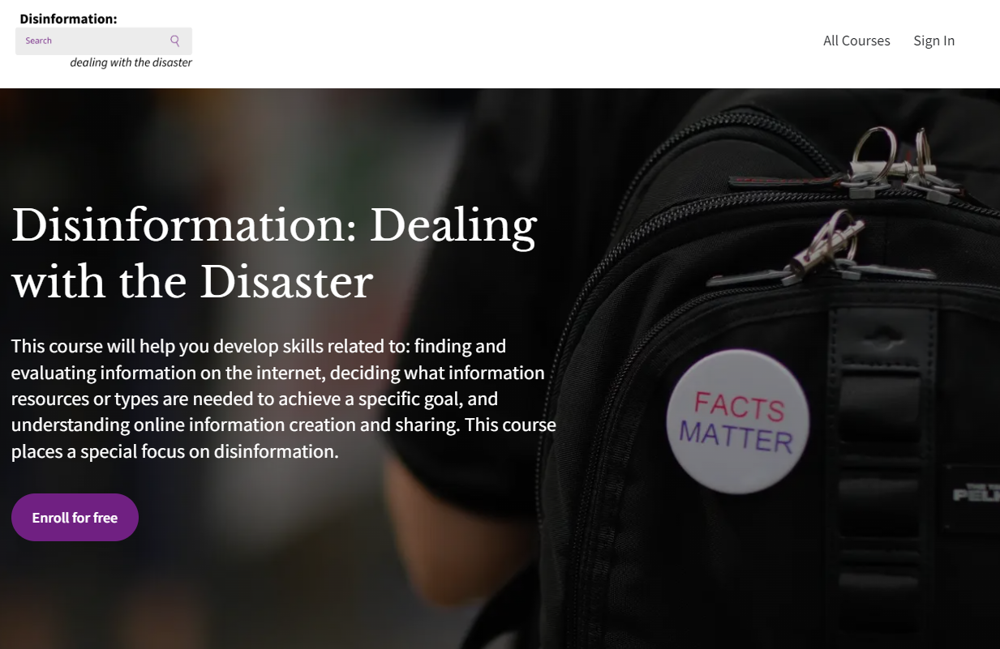 Disinformation:
Search
dealing with the disaster
All Courses Sign In
Disinformation: Dealing
with the Disaster
This course will help you develop skills related to: finding and
evaluating information on the internet, deciding what information
resources or types are needed to achieve a specific goal, and
understanding online information creation and sharing. This course
places a special focus on disinformation.
Enroll for free
FACTS
MATTER